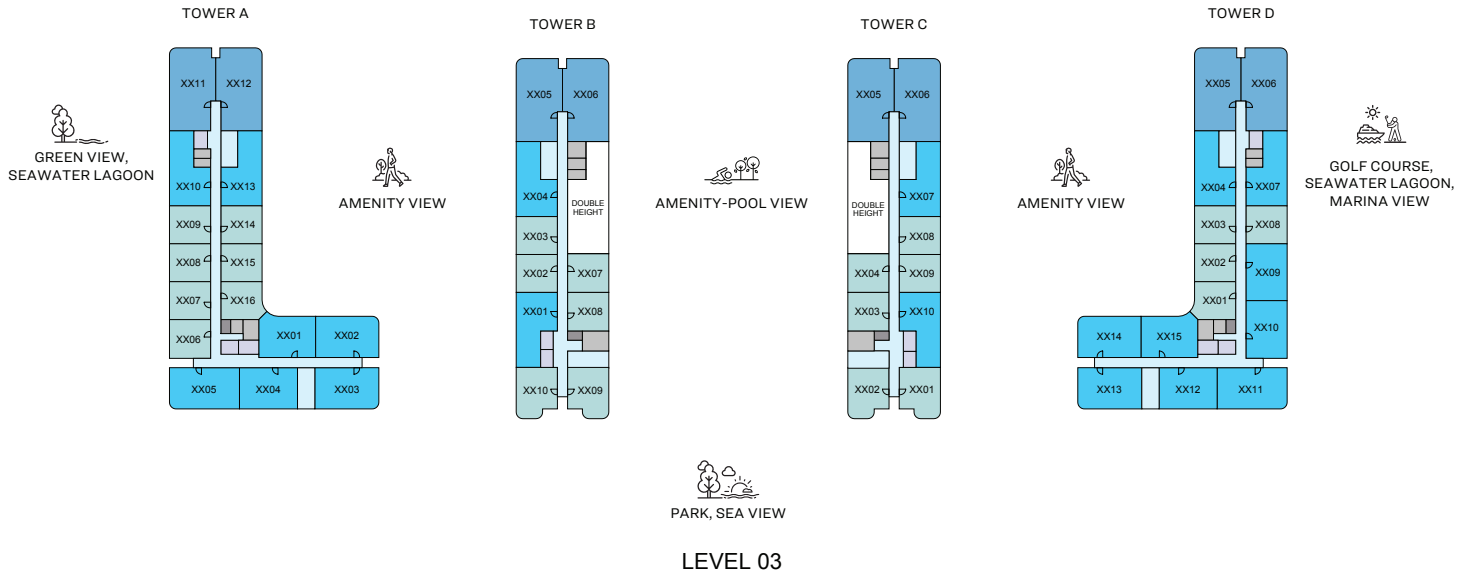 TOWER A
TOWER B
TOWER C
TOWER D
XX11 XX12
XX10 XX13
XX09 XX14
XX08 XX15
XX07 XX16
XX06 XX01 XX02
XX05 XX04 XX03
XX05 XX06
XX04 DOUBLE
HEIGHT
XX03
XX02 XX07
XX01 XX08
XX10 XX09
XX05 XX06
DOUBLE
HEIGHT
XX07
XX08
XX04 XX09
XX03 XX10
XX02 XX01
XX05 XX06
XX04 XX07
XX03 XX08
XX02 XX09
XX01
XX14 XX15 XX10
XX13 XX12 XX11
GREEN VIEW,
SEAWATER LAGOON
AMENITY VIEW
AMENITY-POOL VIEW
AMENITY VIEW
GOLF COURSE,
SEAWATER LAGOON,
MARINA VIEW
PARK, SEA VIEW
LEVEL 03